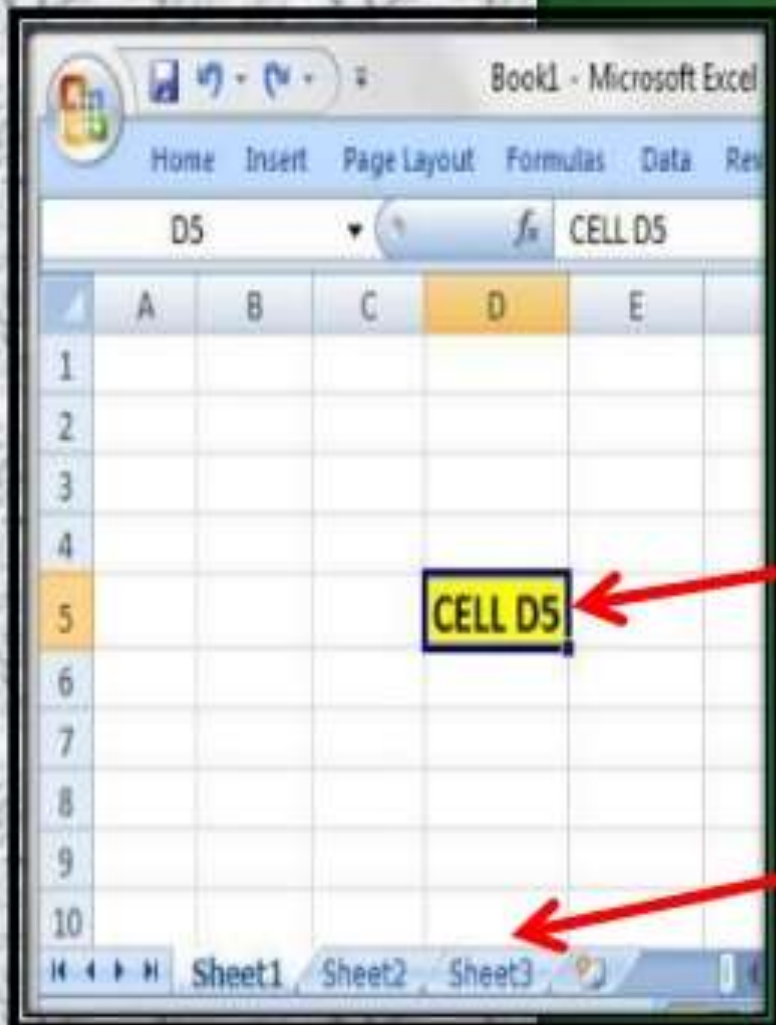 Book1 - Microsoft Excel
Home Insert Page Layout Formulas Data Rev
D5 fx CELL D5
A B C D E
1
2
3
4
5 CELL D5
6
7
8
9
10
Sheet1 Sheet2 Sheet3